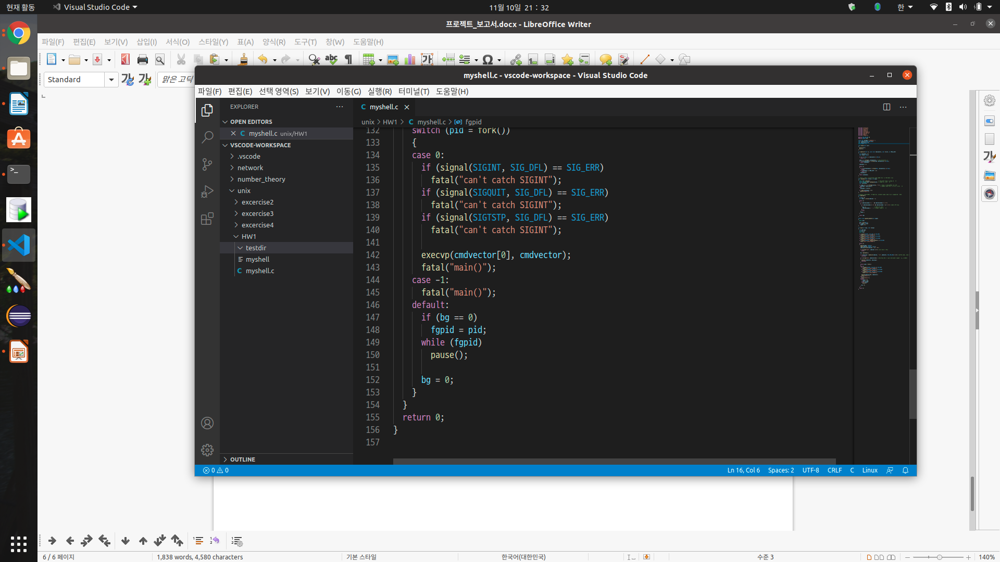 현재 활동
Visual Studio Code
11월 10일 21 : 32
한
프로젝트_보고서.docx - LibreOffice Writer
파일(F) 편집(E) 보기(V) 삽입(I) 서식(O) 스타일(Y) 표(A) 양식(R) 도구(T) 창(W) 도움말(H)
Standard
맑은 고딕
myshell.c - vscode-workspace - Visual Studio Code
파일(F) 편집(E) 선택 영역(S) 보기(V) 이동(G) 실행(R) 터미널(T) 도움말(H)
EXPLORER
OPEN EDITORS
myshell.c unix/HW1
VSCODE-WORKSPACE
.vscode
network
number_theory
unix
excercise2
excercise3
excercise4
HW1
testdir
myshell
myshell.c
OUTLINE
myshell.c
unix > HW1 > C myshell.c > fgpid
132 switch (pid = fork())
133 {
134 case 0:
135 if (signal(SIGINT, SIG_DFL) == SIG_ERR)
136 fatal("can't catch SIGINT");
137 if (signal(SIGQUIT, SIG_DFL) == SIG_ERR)
138 fatal("can't catch SIGINT");
139 if (signal(SIGTSTP, SIG_DFL) == SIG_ERR)
140 fatal("can't catch SIGINT");
141
142 execvp(cmdvector[0], cmdvector);
143 fatal("main()");
144 case -1:
145 fatal("main()");
146 default:
147 if (bg == 0)
148 fgpid = pid;
149 while (fgpid)
150 pause();
151
152 bg = 0;
153 }
154 }
155 return 0;
156 }
157
0 0
Ln 16, Col 6 Spaces: 2 UTF-8 CRLF C Linux
6 / 6 페이지
1,838 words, 4,580 characters
기본 스타일
한국어(대한민국)
수준 3
140%